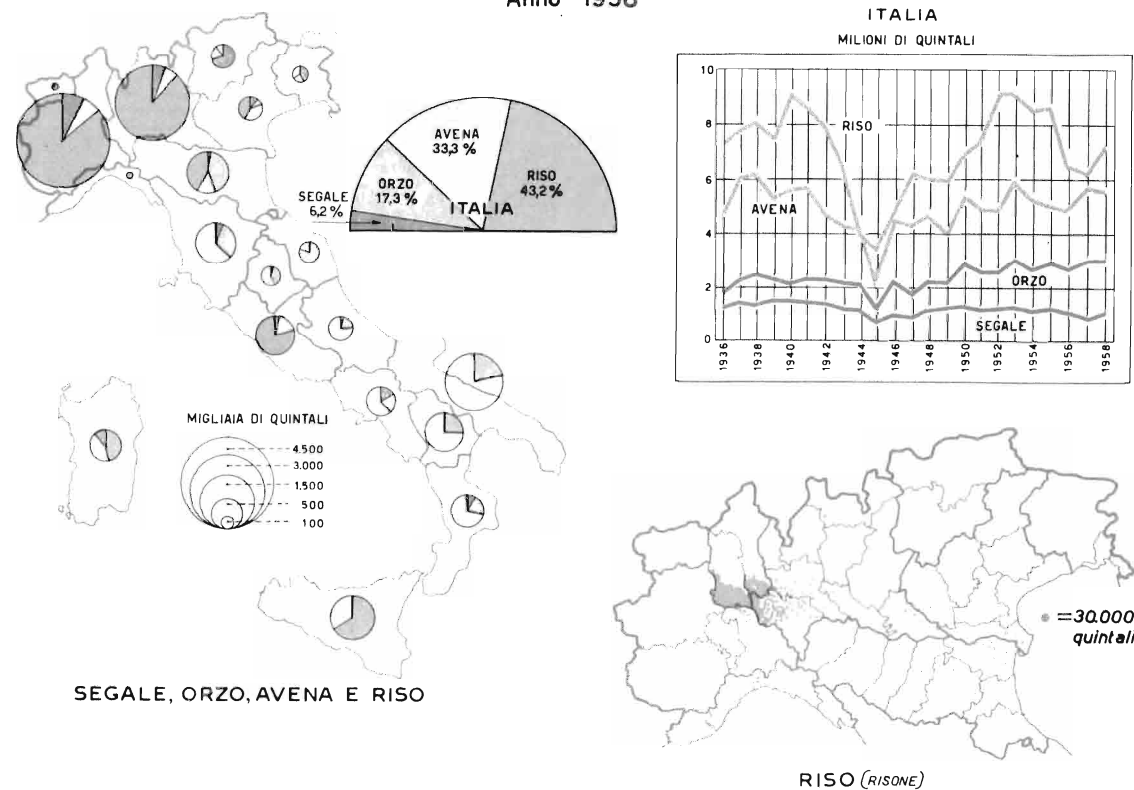 Anno 1958
ITALIA
MILIONI DI QUINTALI
10
8
6
4
2
0
RISO
AVENA
ORZO
SEGALE
1936
1938
1940
1942
1944
1946
1948
1950
1952
1954
1956
1958
AVENA
33,3 %
RISO
43,2 %
ORZO
17,3 %
SEGALE
6,2 %
ITALIA
MIGLIAIA DI QUINTALI
4.500
3.000
1.500
500
100
SEGALE, ORZO, AVENA E RISO
=30.000
quintali
RISO (RISONE)